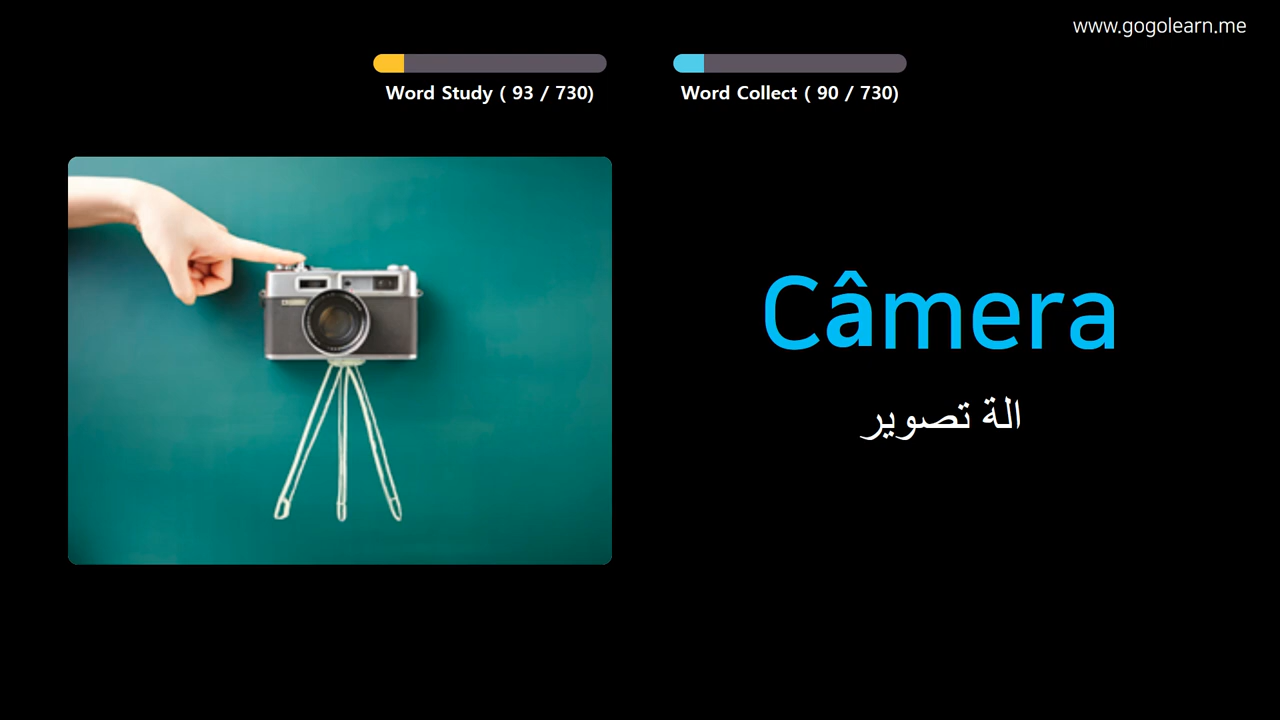 www.gogolearn.me
Word Study ( 93 / 730)
Word Collect ( 90 / 730)
Câmera
الة تصوير